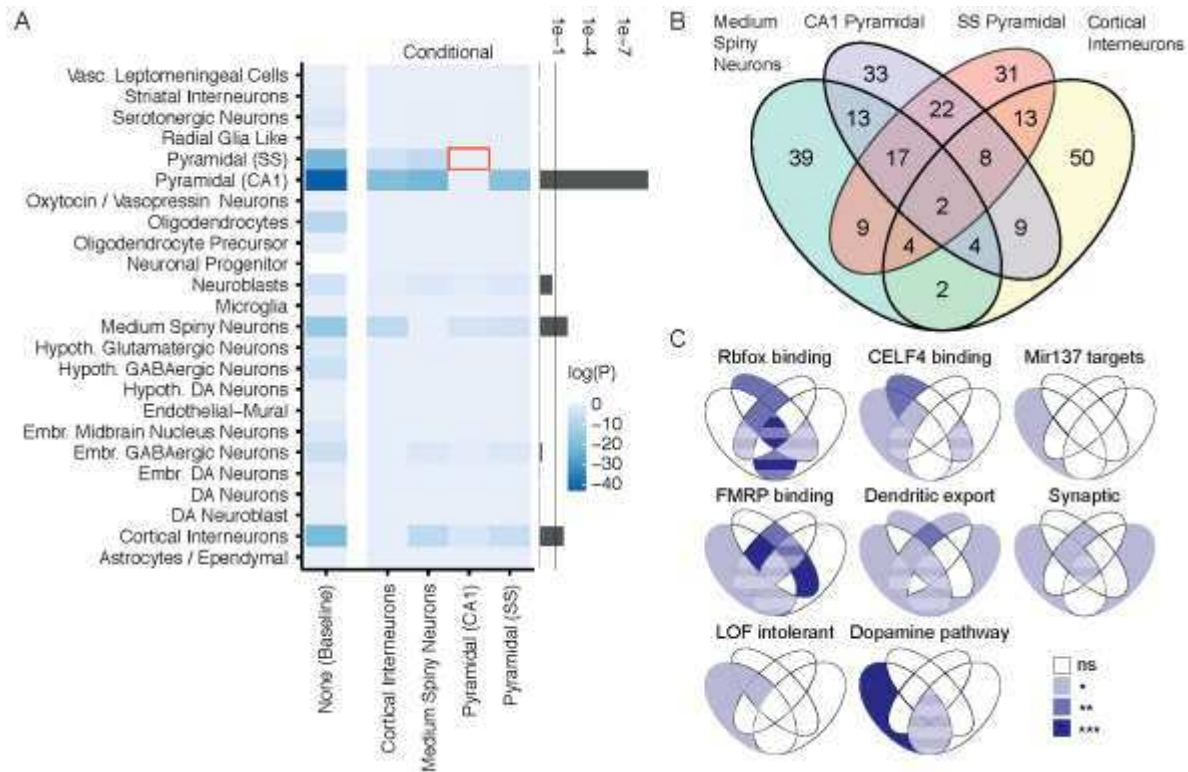 A
1e-1
1e-4
1e-7
Conditional
Vasc. Leptomeningeal Cells
Striatal Interneurons
Serotonergic Neurons
Radial Glia Like
Pyramidal (SS)
Pyramidal (CA1)
Oxytocin / Vasopressin Neurons
Oligodendrocytes
Oligodendrocyte Precursor
Neuronal Progenitor
Neuroblasts
Microglia
Medium Spiny Neurons
Hypoth. Glutamatergic Neurons
Hypoth. GABAergic Neurons
Hypoth. DA Neurons
Endothelial-Mural
Embr. Midbrain Nucleus Neurons
Embr. GABAergic Neurons
Embr. DA Neurons
DA Neurons
DA Neuroblast
Cortical Interneurons
Astrocytes / Ependymal
None (Baseline)
Cortical Interneurons
Medium Spiny Neurons
Pyramidal (CA1)
Pyramidal (SS)
log(P)
0
-10
-20
-30
-40
B
Medium
Spiny
Neurons
CA1 Pyramidal
SS Pyramidal
Cortical
Interneurons
33
31
13
22
13
39
17
8
50
2
9
4
4
9
2
C
Rbfox binding
CELF4 binding
Mir137 targets
FMRP binding
Dendritic export
Synaptic
LOF intolerant
Dopamine pathway
ns
*
**
***